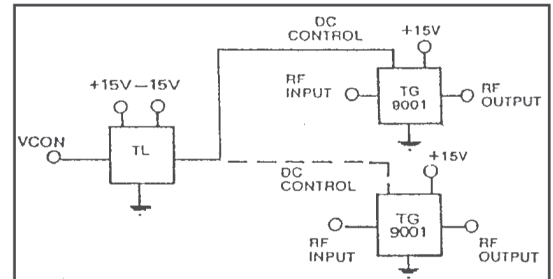 DC
CONTROL
+15V
RF
INPUT
TG
9001
RF
OUTPUT
+15V –15V
VCON
TL
DC
CONTROL
+15V
TG
9001
RF
INPUT
RF
OUTPUT